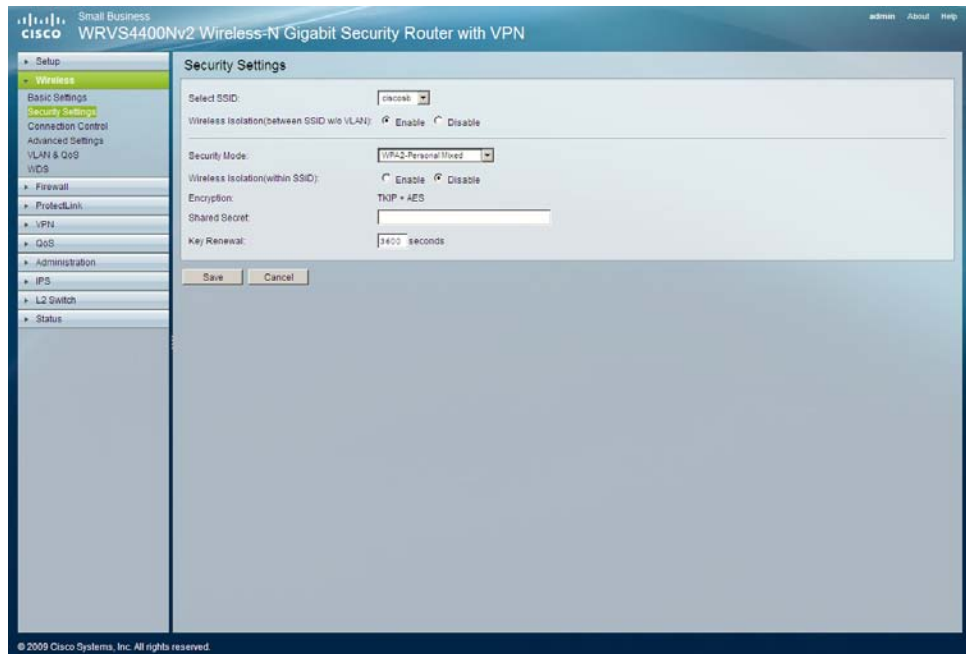 Small Business
cisco WRVS4400Nv2 Wireless-N Gigabit Security Router with VPN
admin About Help
Setup
Wireless
Basic Settings
Security Settings
Connection Control
Advanced Settings
VLAN & QoS
WDS
Firewall
ProtectLink
VPN
QoS
Administration
IPS
L2 Switch
Status
Security Settings
Select SSID: ciscosb
Wireless Isolation(between SSID w/o VLAN): Enable Disable
Security Mode: WPA2-Personal Mixed
Wireless Isolation(within SSID): Enable Disable
Encryption: TKIP + AES
Shared Secret:
Key Renewal: 3600 seconds
Save Cancel
© 2009 Cisco Systems, Inc. All rights reserved.